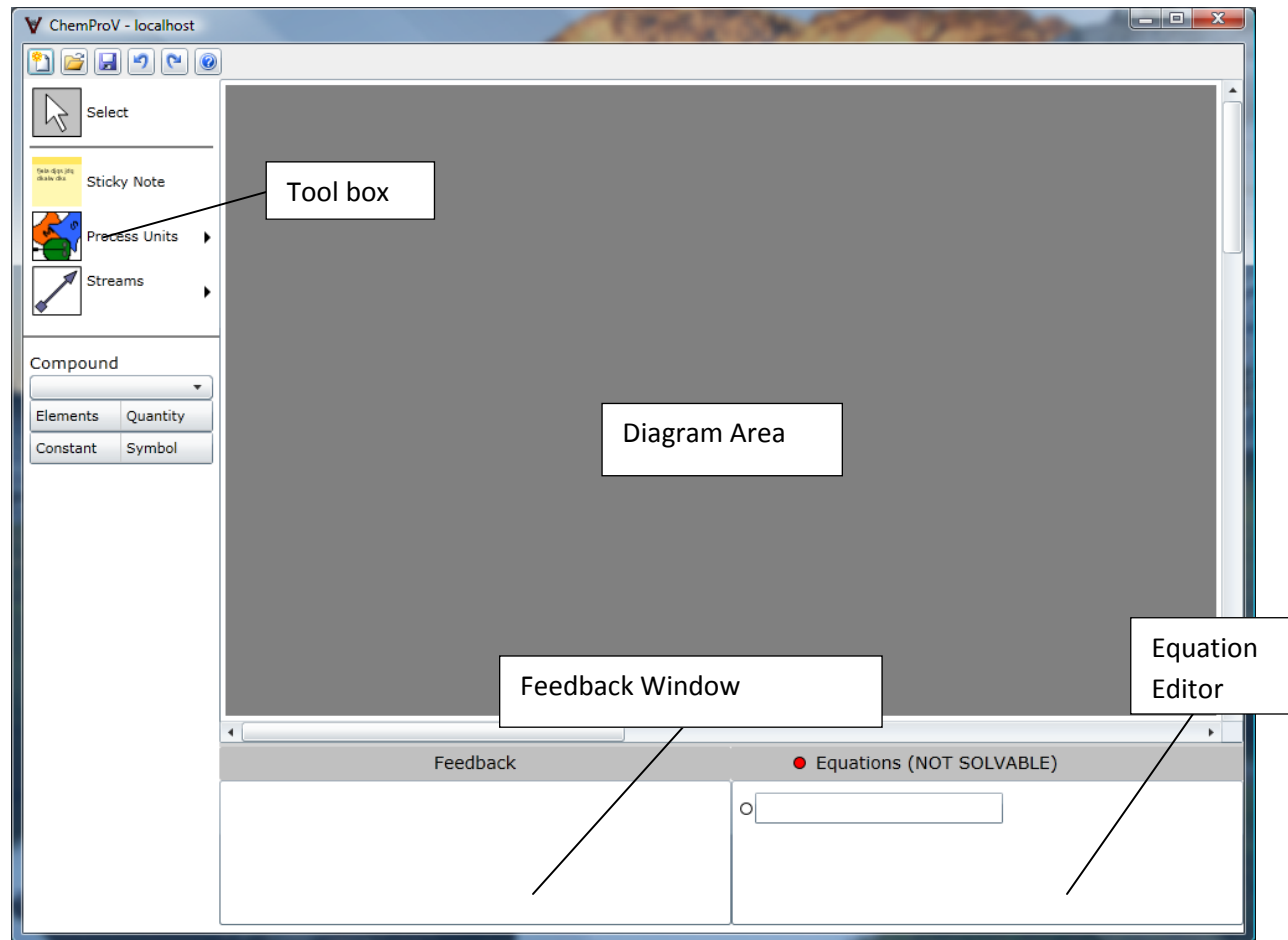 ChemProV - localhost
Select
Sticky Note
Tool box
Process Units
Streams
Compound
Elements Quantity
Constant Symbol
Diagram Area
Equation
Editor
Feedback Window
Feedback
Equations (NOT SOLVABLE)